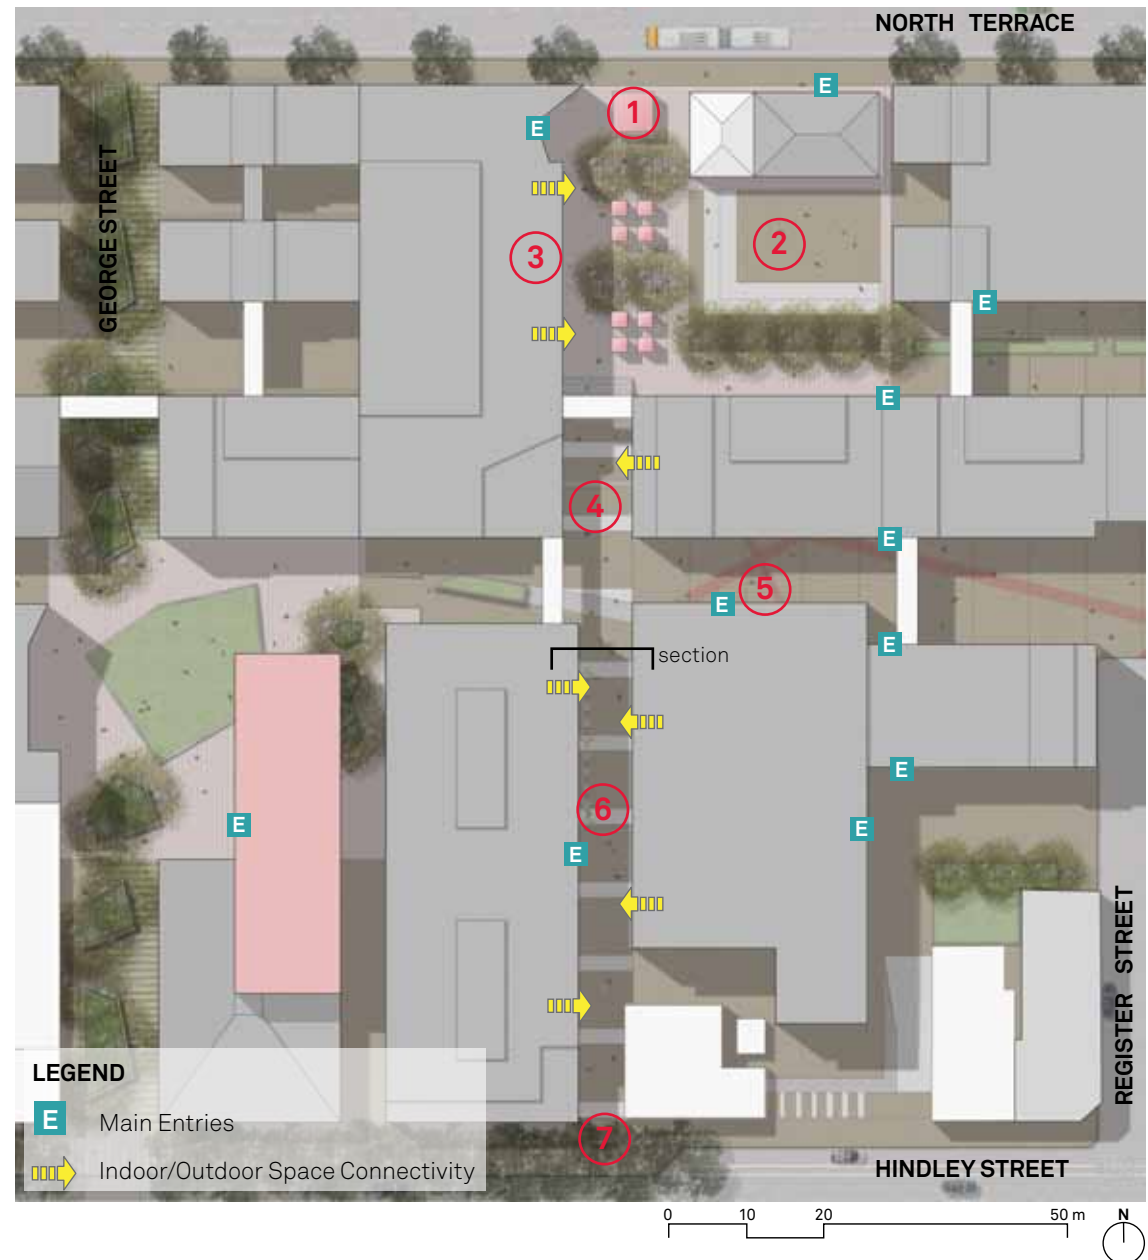 NORTH TERRACE
E
1
E
GEORGE STREET
2
3
E
E
4
E
5
E
E
section
E
6
E
E
E
REGISTER STREET
LEGEND
E Main Entries
Indoor/Outdoor Space Connectivity
7
HINDLEY STREET
0 10 20 50 m
N